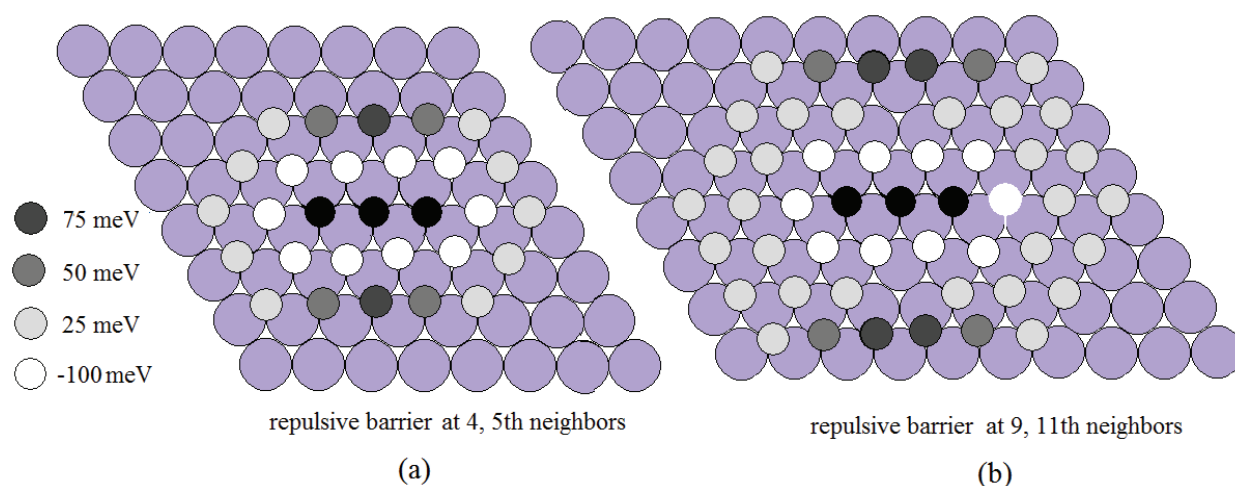 75 meV
50 meV
25 meV
-100 meV
repulsive barrier at 4, 5th neighbors
repulsive barrier at 9, 11th neighbors
(a)
(b)